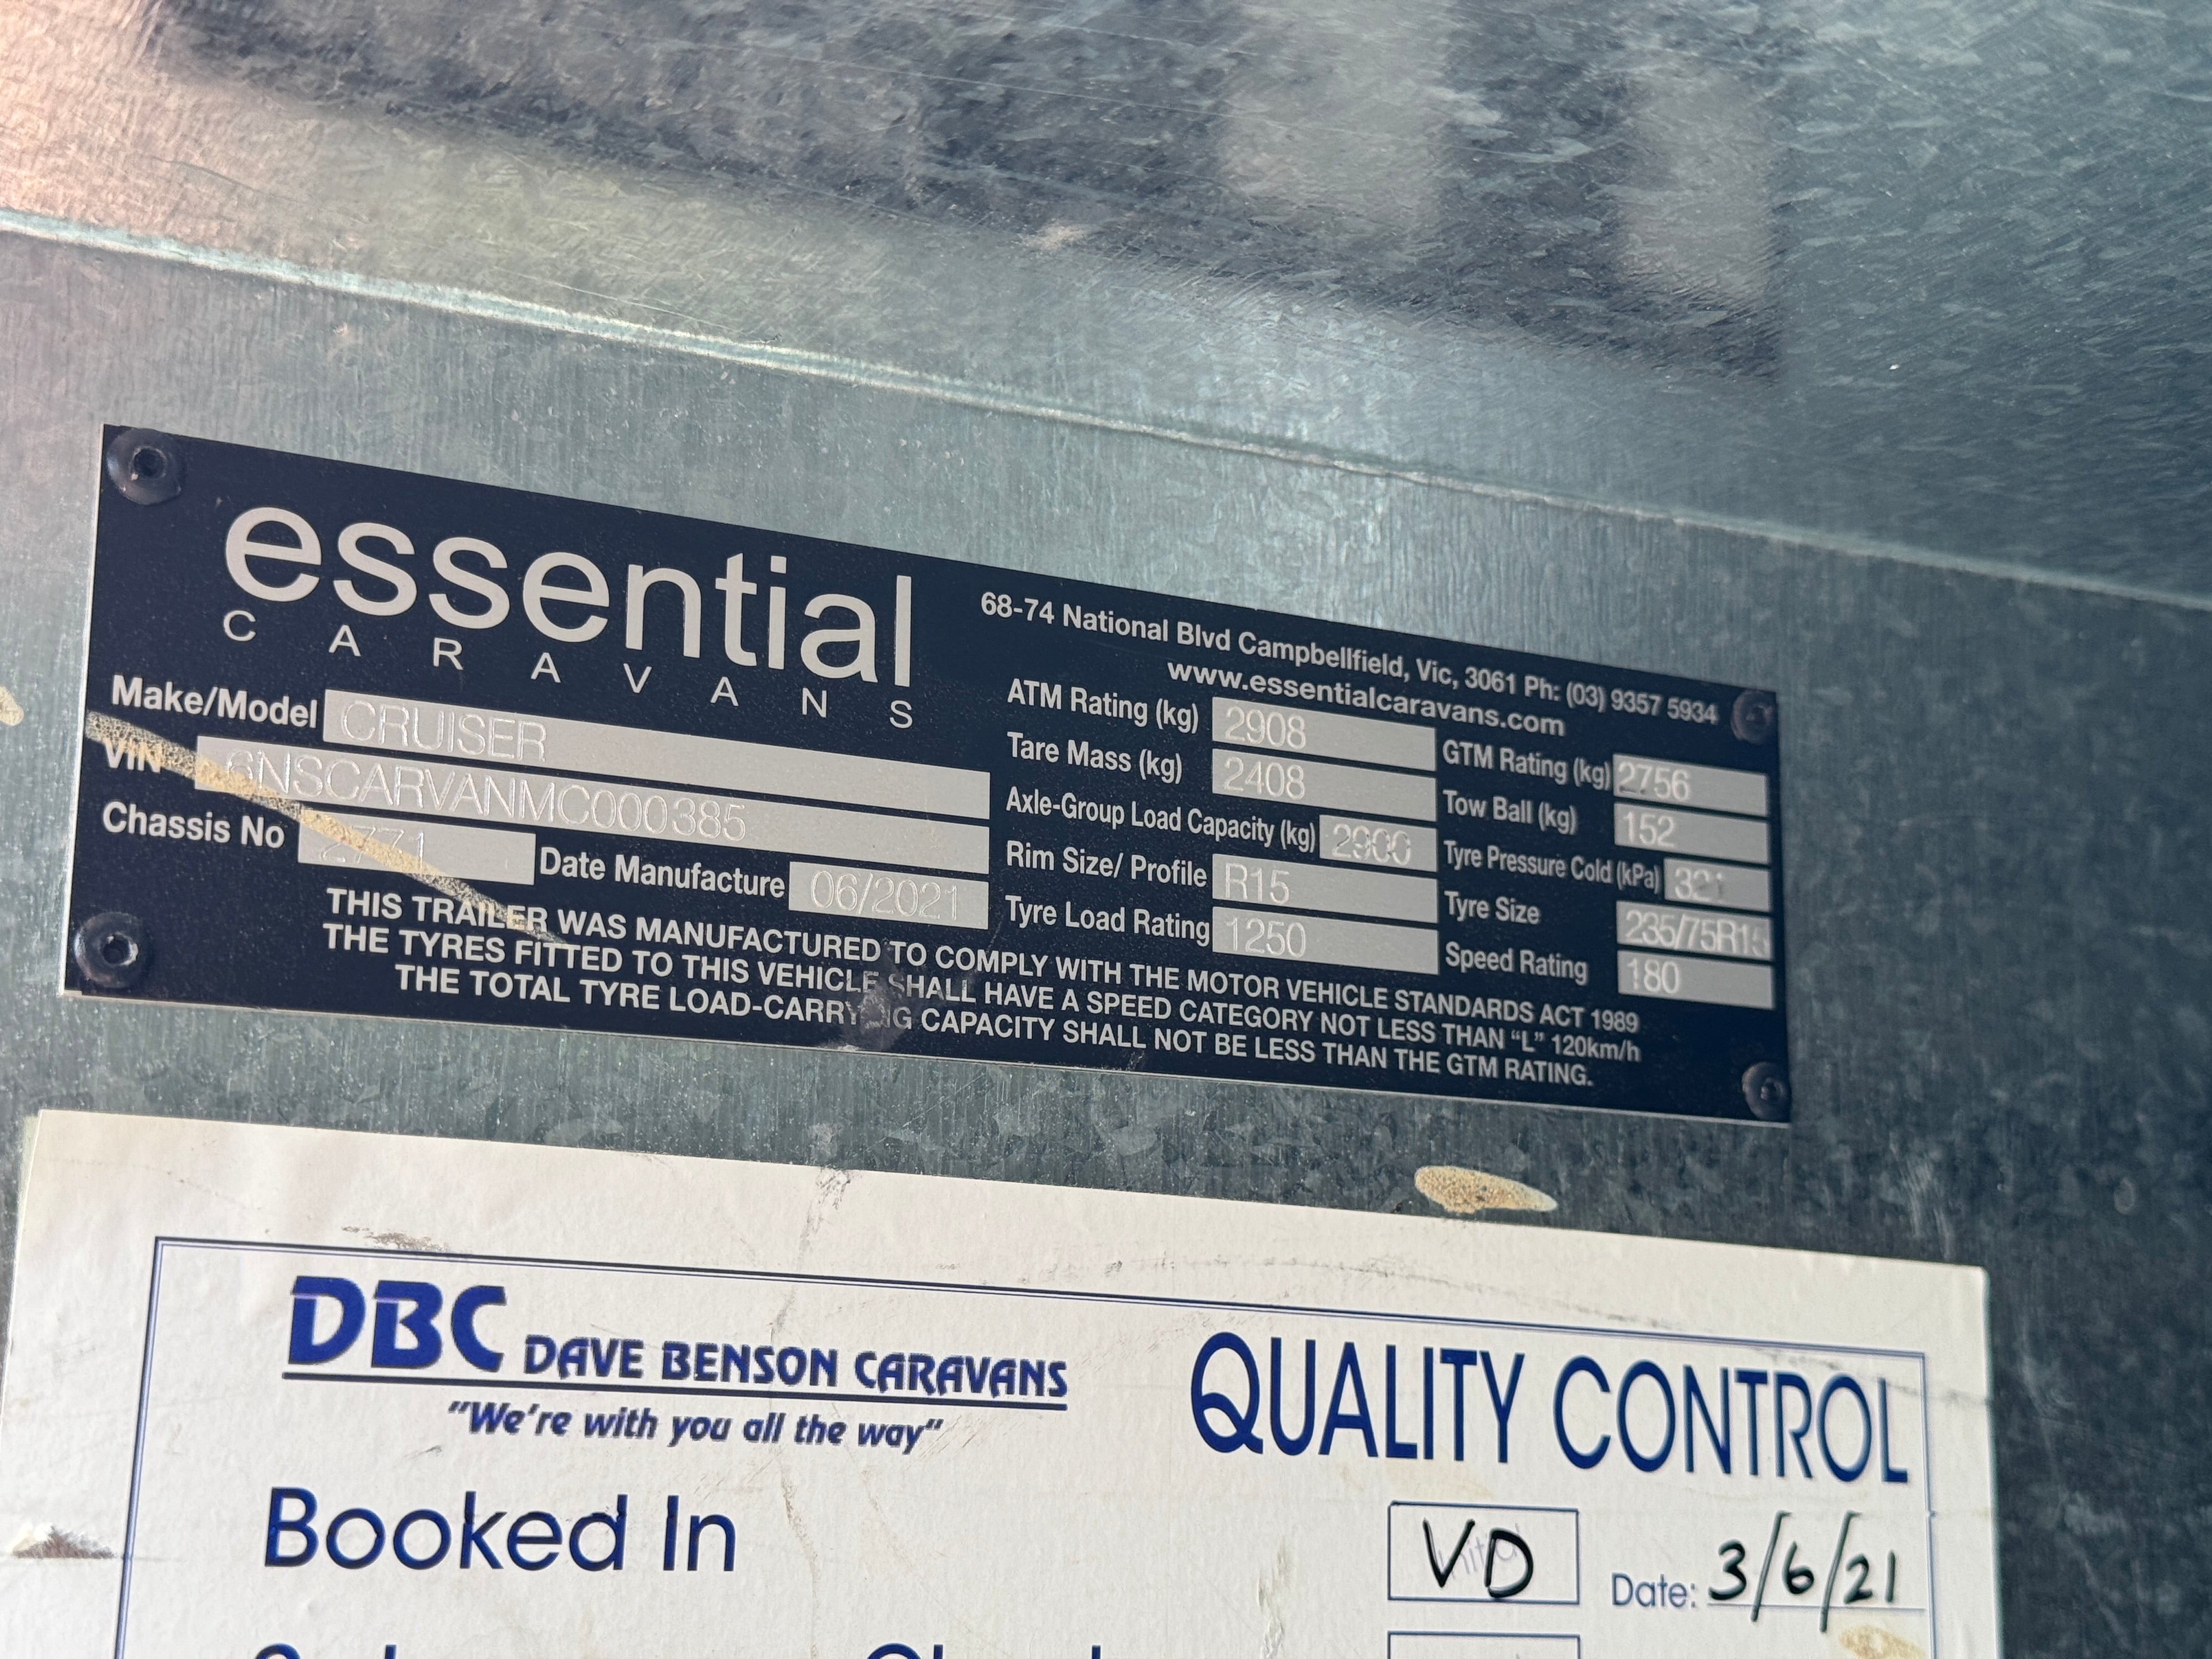 essential
CARAVANS
68-74 National Blvd Campbellfield, Vic, 3061 Ph: (03) 9357 5934
www.essentialcaravans.com
Make/Model CRUISER
VIN 6NSCARVANMC000385
Chassis No 2771 Date Manufacture 06/2021
ATM Rating (kg) 2908 GTM Rating (kg) 2756
Tare Mass (kg) 2408 Tow Ball (kg) 152
Axle-Group Load Capacity (kg) 2900 Tyre Pressure Cold (kPa)
Rim Size/ Profile R15 Tyre Size 235/75R15
Tyre Load Rating 1250 Speed Rating 180
THIS TRAILER WAS MANUFACTURED TO COMPLY WITH THE MOTOR VEHICLE STANDARDS ACT 1989
THE TYRES FITTED TO THIS VEHICLE SHALL HAVE A SPEED CATEGORY NOT LESS THAN "L" 120km/h
THE TOTAL TYRE LOAD-CARRYING CAPACITY SHALL NOT BE LESS THAN THE GTM RATING.
DBC DAVE BENSON CARAVANS
"We're with you all the way"
QUALITY CONTROL
Booked In VD Date: 3/6/21